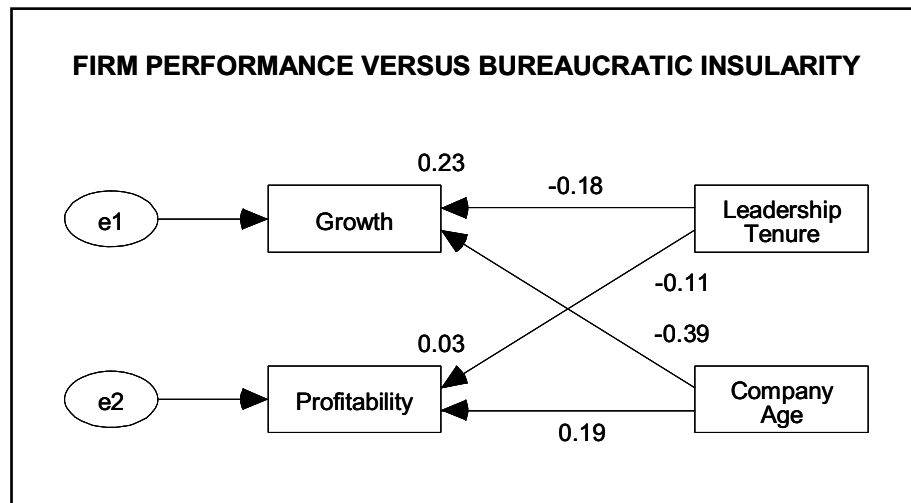 FIRM PERFORMANCE VERSUS BUREAUCRATIC INSULARITY
0.23
-0.18
e1
Growth
Leadership
Tenure
-0.11
0.03
-0.39
e2
Profitability
Company
Age
0.19